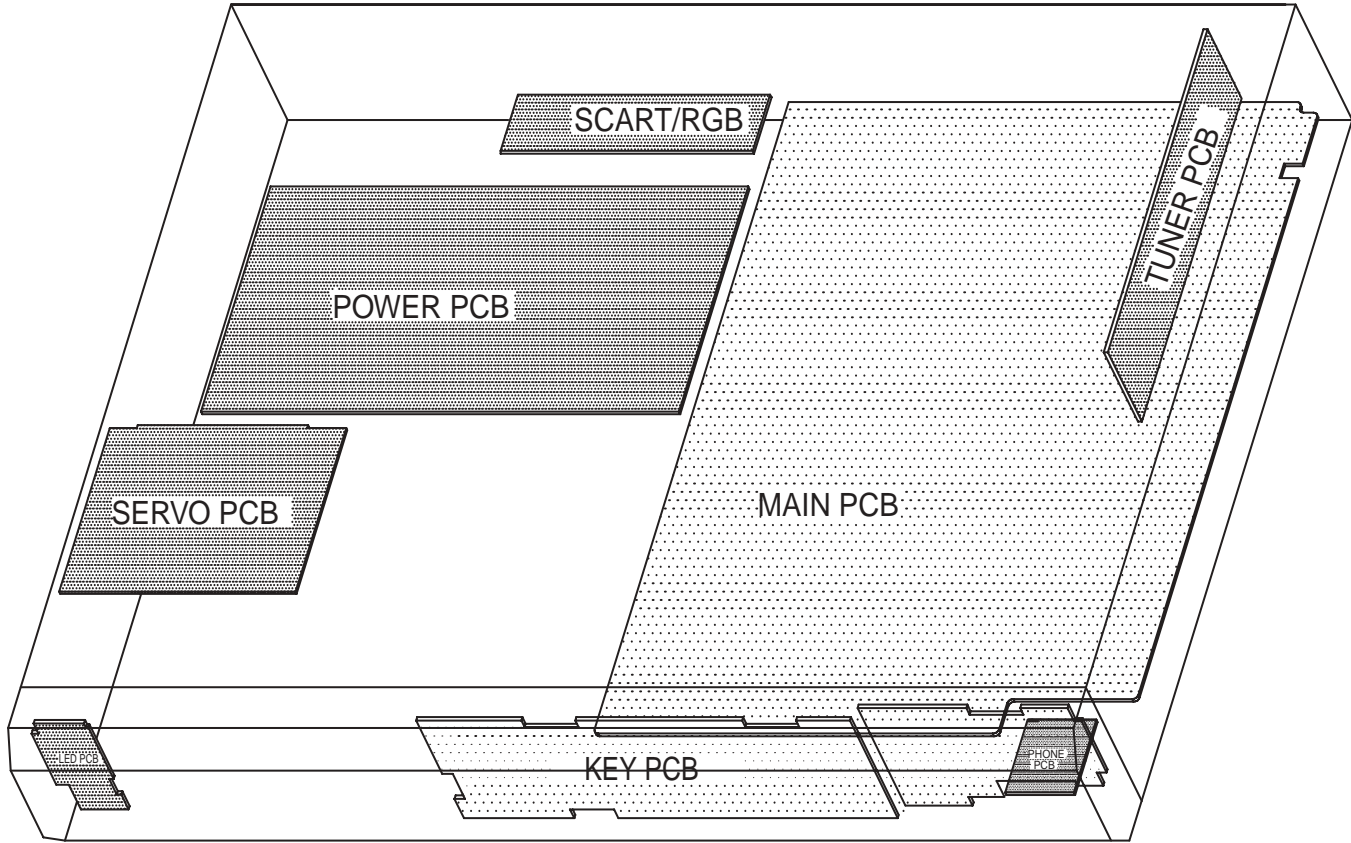 SCART/RGB
TUNER PCB
POWER PCB
SERVO PCB
MAIN PCB
LED PCB
KEY PCB
PHONE
PCB